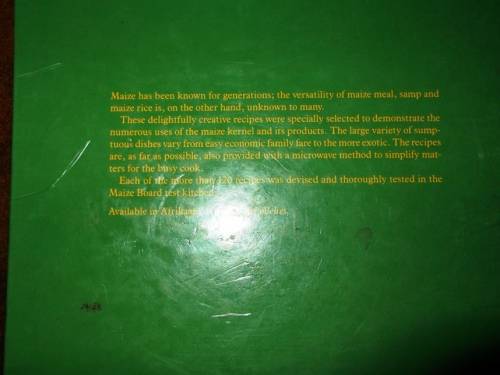 Maize has been known for generations; the versatility of maize meal, samp and
maize rice is, on the other hand, unknown to many.
These delightfully creative recipes were specially selected to demonstrate the
numerous uses of the maize kernel and its products. The large variety of sump-
tuous dishes vary from easy economic family fare to the more exotic. The recipes
are, as far as possible, also provided with a microwave method to simplify mat-
ters for the busy cook.
Each of the more than 120 recipes was devised and thoroughly tested in the
Maize Board test kitchen.
Available in Afrikaans